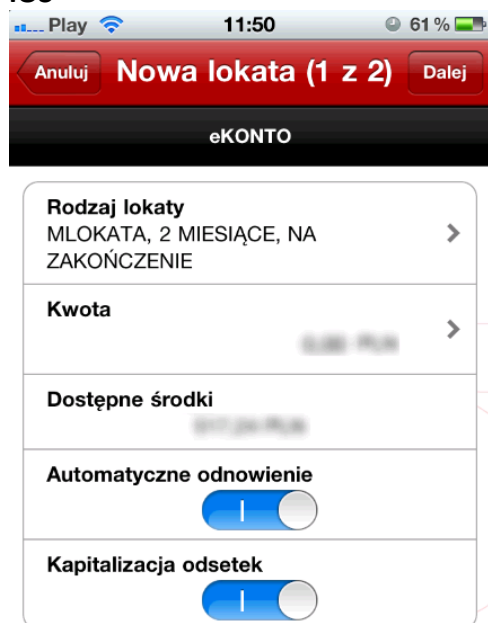 Play 11:50 61 %
Anuluj Nowa lokata (1 z 2) Dalej
eKONTO
Rodzaj lokaty
MLOKATA, 2 MIESIĄCE, NA
ZAKOŃCZENIE
Kwota
Dostępne środki
Automatyczne odnowienie
Kapitalizacja odsetek